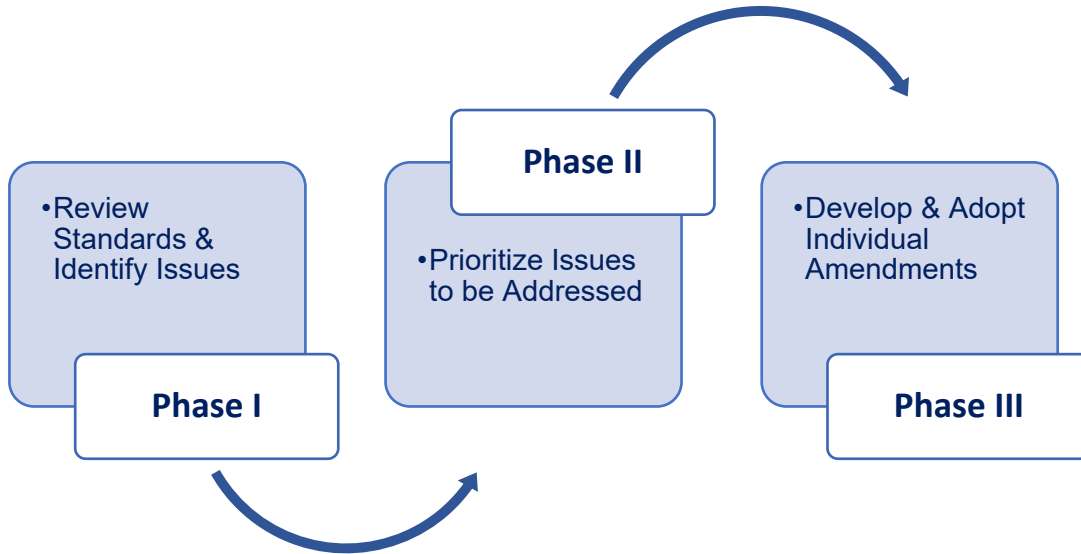 •Review
Standards &
Identify Issues
Phase I
Phase II
•Prioritize Issues
to be Addressed
•Develop & Adopt
Individual
Amendments
Phase III